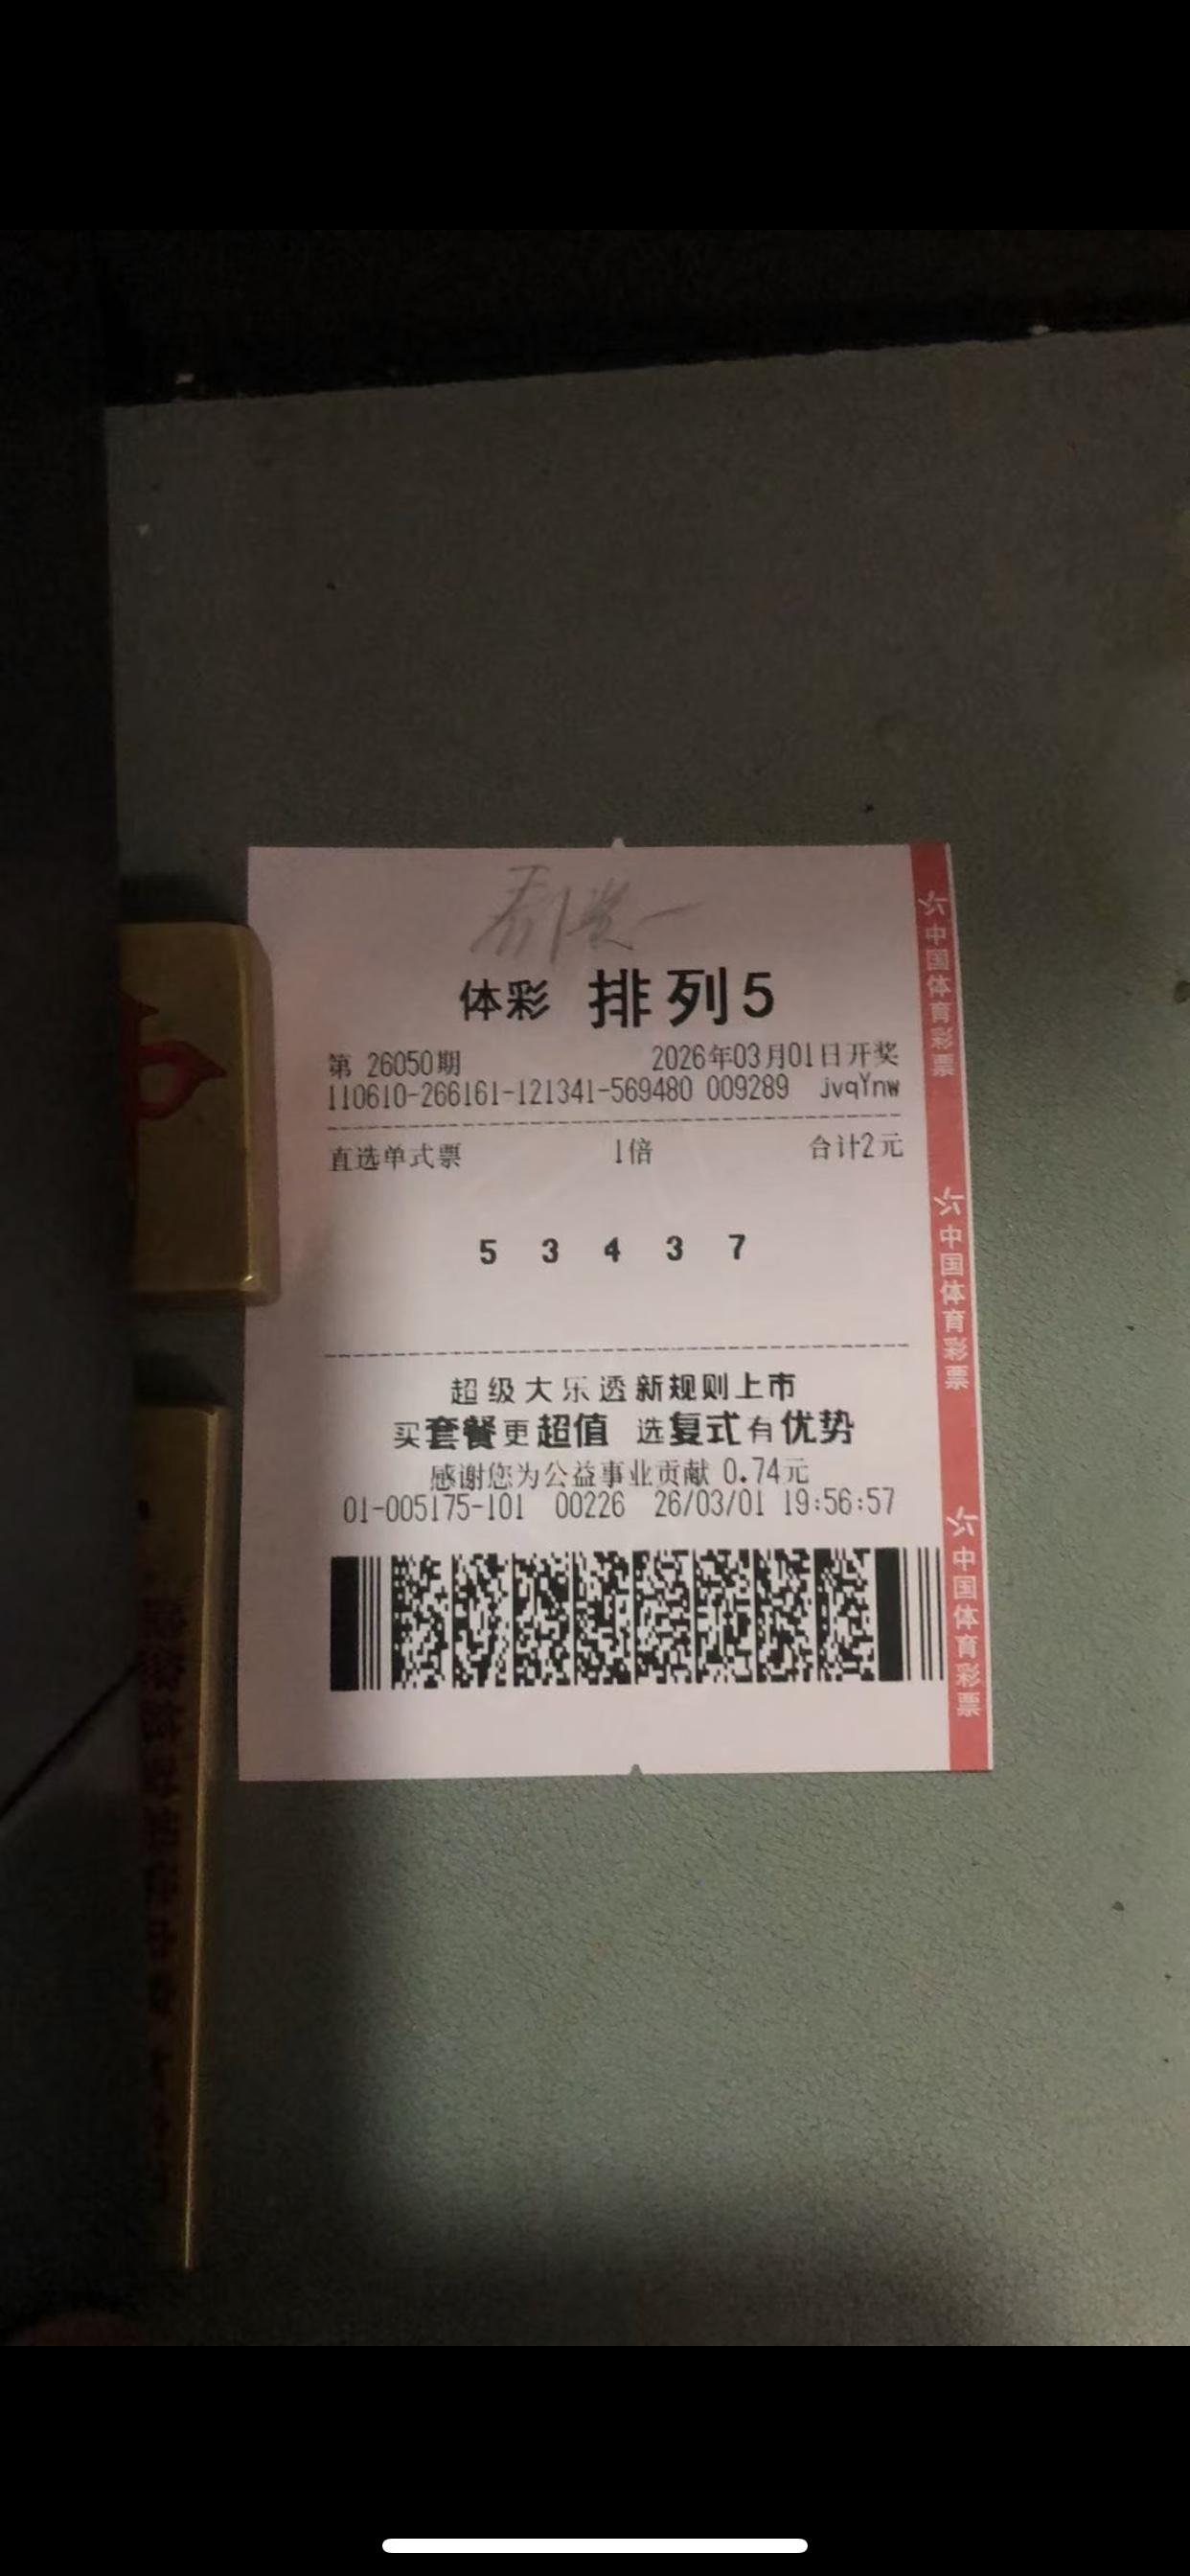 体彩 排列5
第 26050期 2026年03月01日开奖
110610-266161-121341-569480 009289 jvqYnw
直选单式票 1倍 合计2元
5 3 4 3 7
超级大乐透新规则上市
买套餐更超值 选复式有优势
感谢您为公益事业贡献 0.74元
01-005175-101 00226 26/03/01 19:56:57
中国体育彩票
中国体育彩票
中国体育彩票